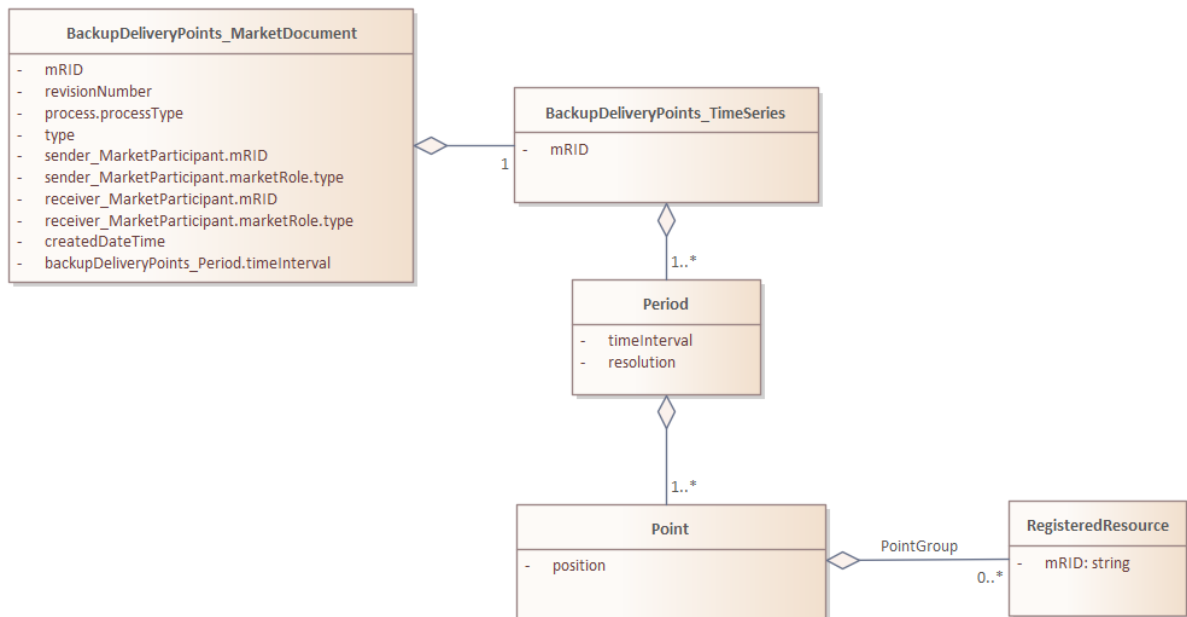 BackupDeliveryPoints_MarketDocument
- mRID
- revisionNumber
- process.processType
- type
- sender_MarketParticipant.mRID
- sender_MarketParticipant.marketRole.type
- receiver_MarketParticipant.mRID
- receiver_MarketParticipant.marketRole.type
- createdDateTime
- backupDeliveryPoints_Period.timeInterval
1
BackupDeliveryPoints_TimeSeries
- mRID
1..*
Period
- timeInterval
- resolution
1..*
Point
- position
PointGroup
0..*
RegisteredResource
- mRID: string